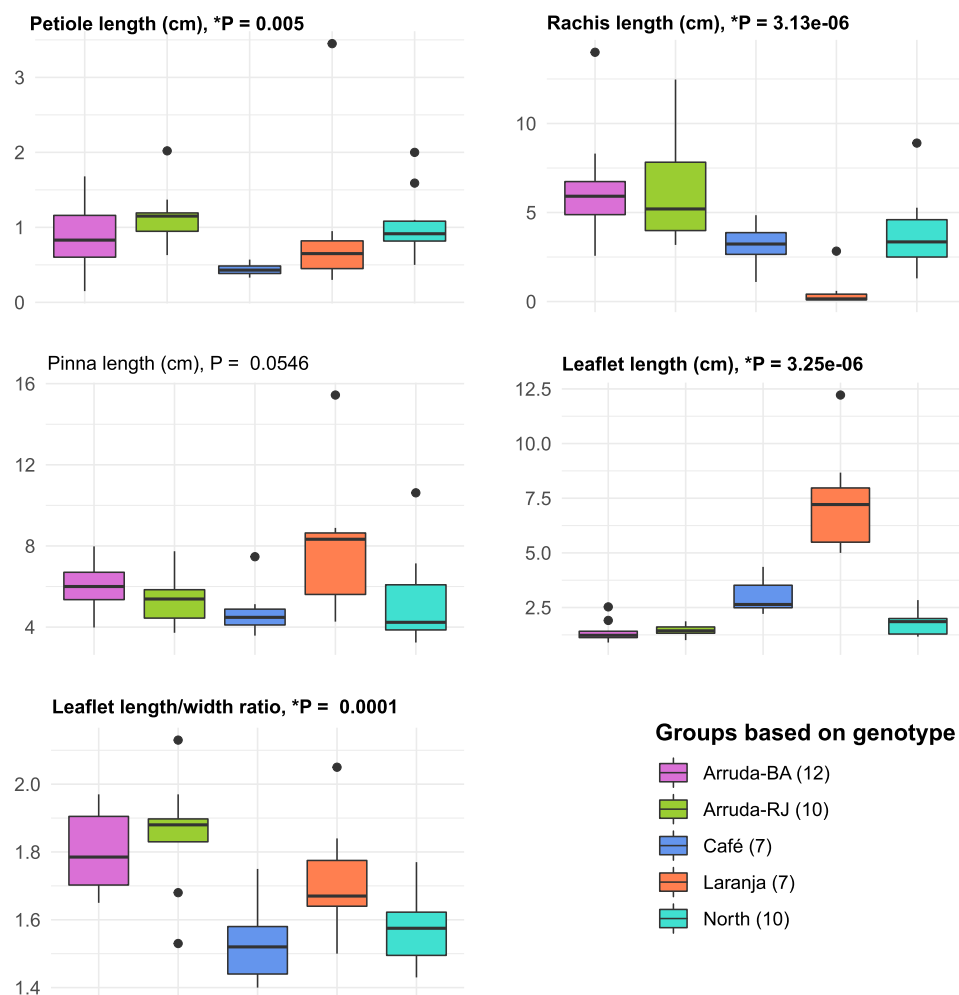 Petiole length (cm), *P = 0.005
3
2
1
0
Rachis length (cm), *P = 3.13e-06
10
5
0
Pinna length (cm), P =  0.0546
16
12
8
4
Leaflet length (cm), *P = 3.25e-06
12.5
10.0
7.5
5.0
2.5
Leaflet length/width ratio, *P =  0.0001
2.0
1.8
1.6
1.4
Groups based on genotype
Arruda-BA (12)
Arruda-RJ (10)
Café (7)
Laranja (7)
North (10)